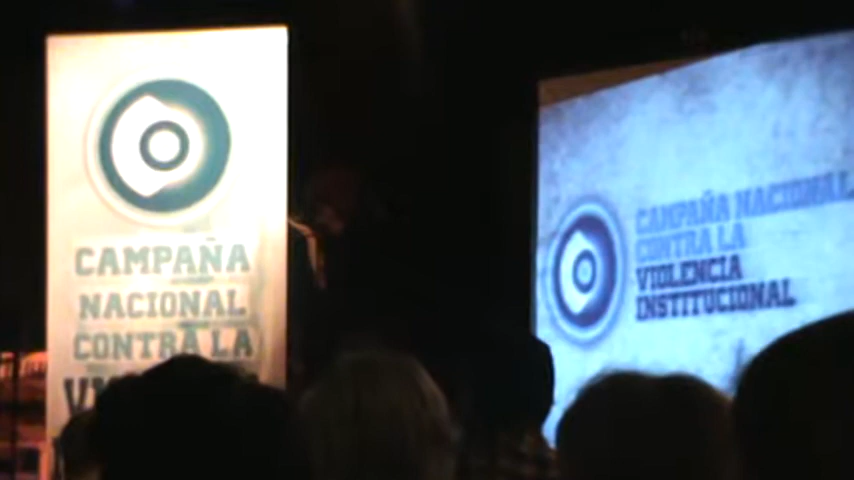 CAMPAÑA
NACIONAL
CONTRA LA
CAMPAÑA NACIONAL
CONTRA LA
VIOLENCIA
INSTITUCIONAL